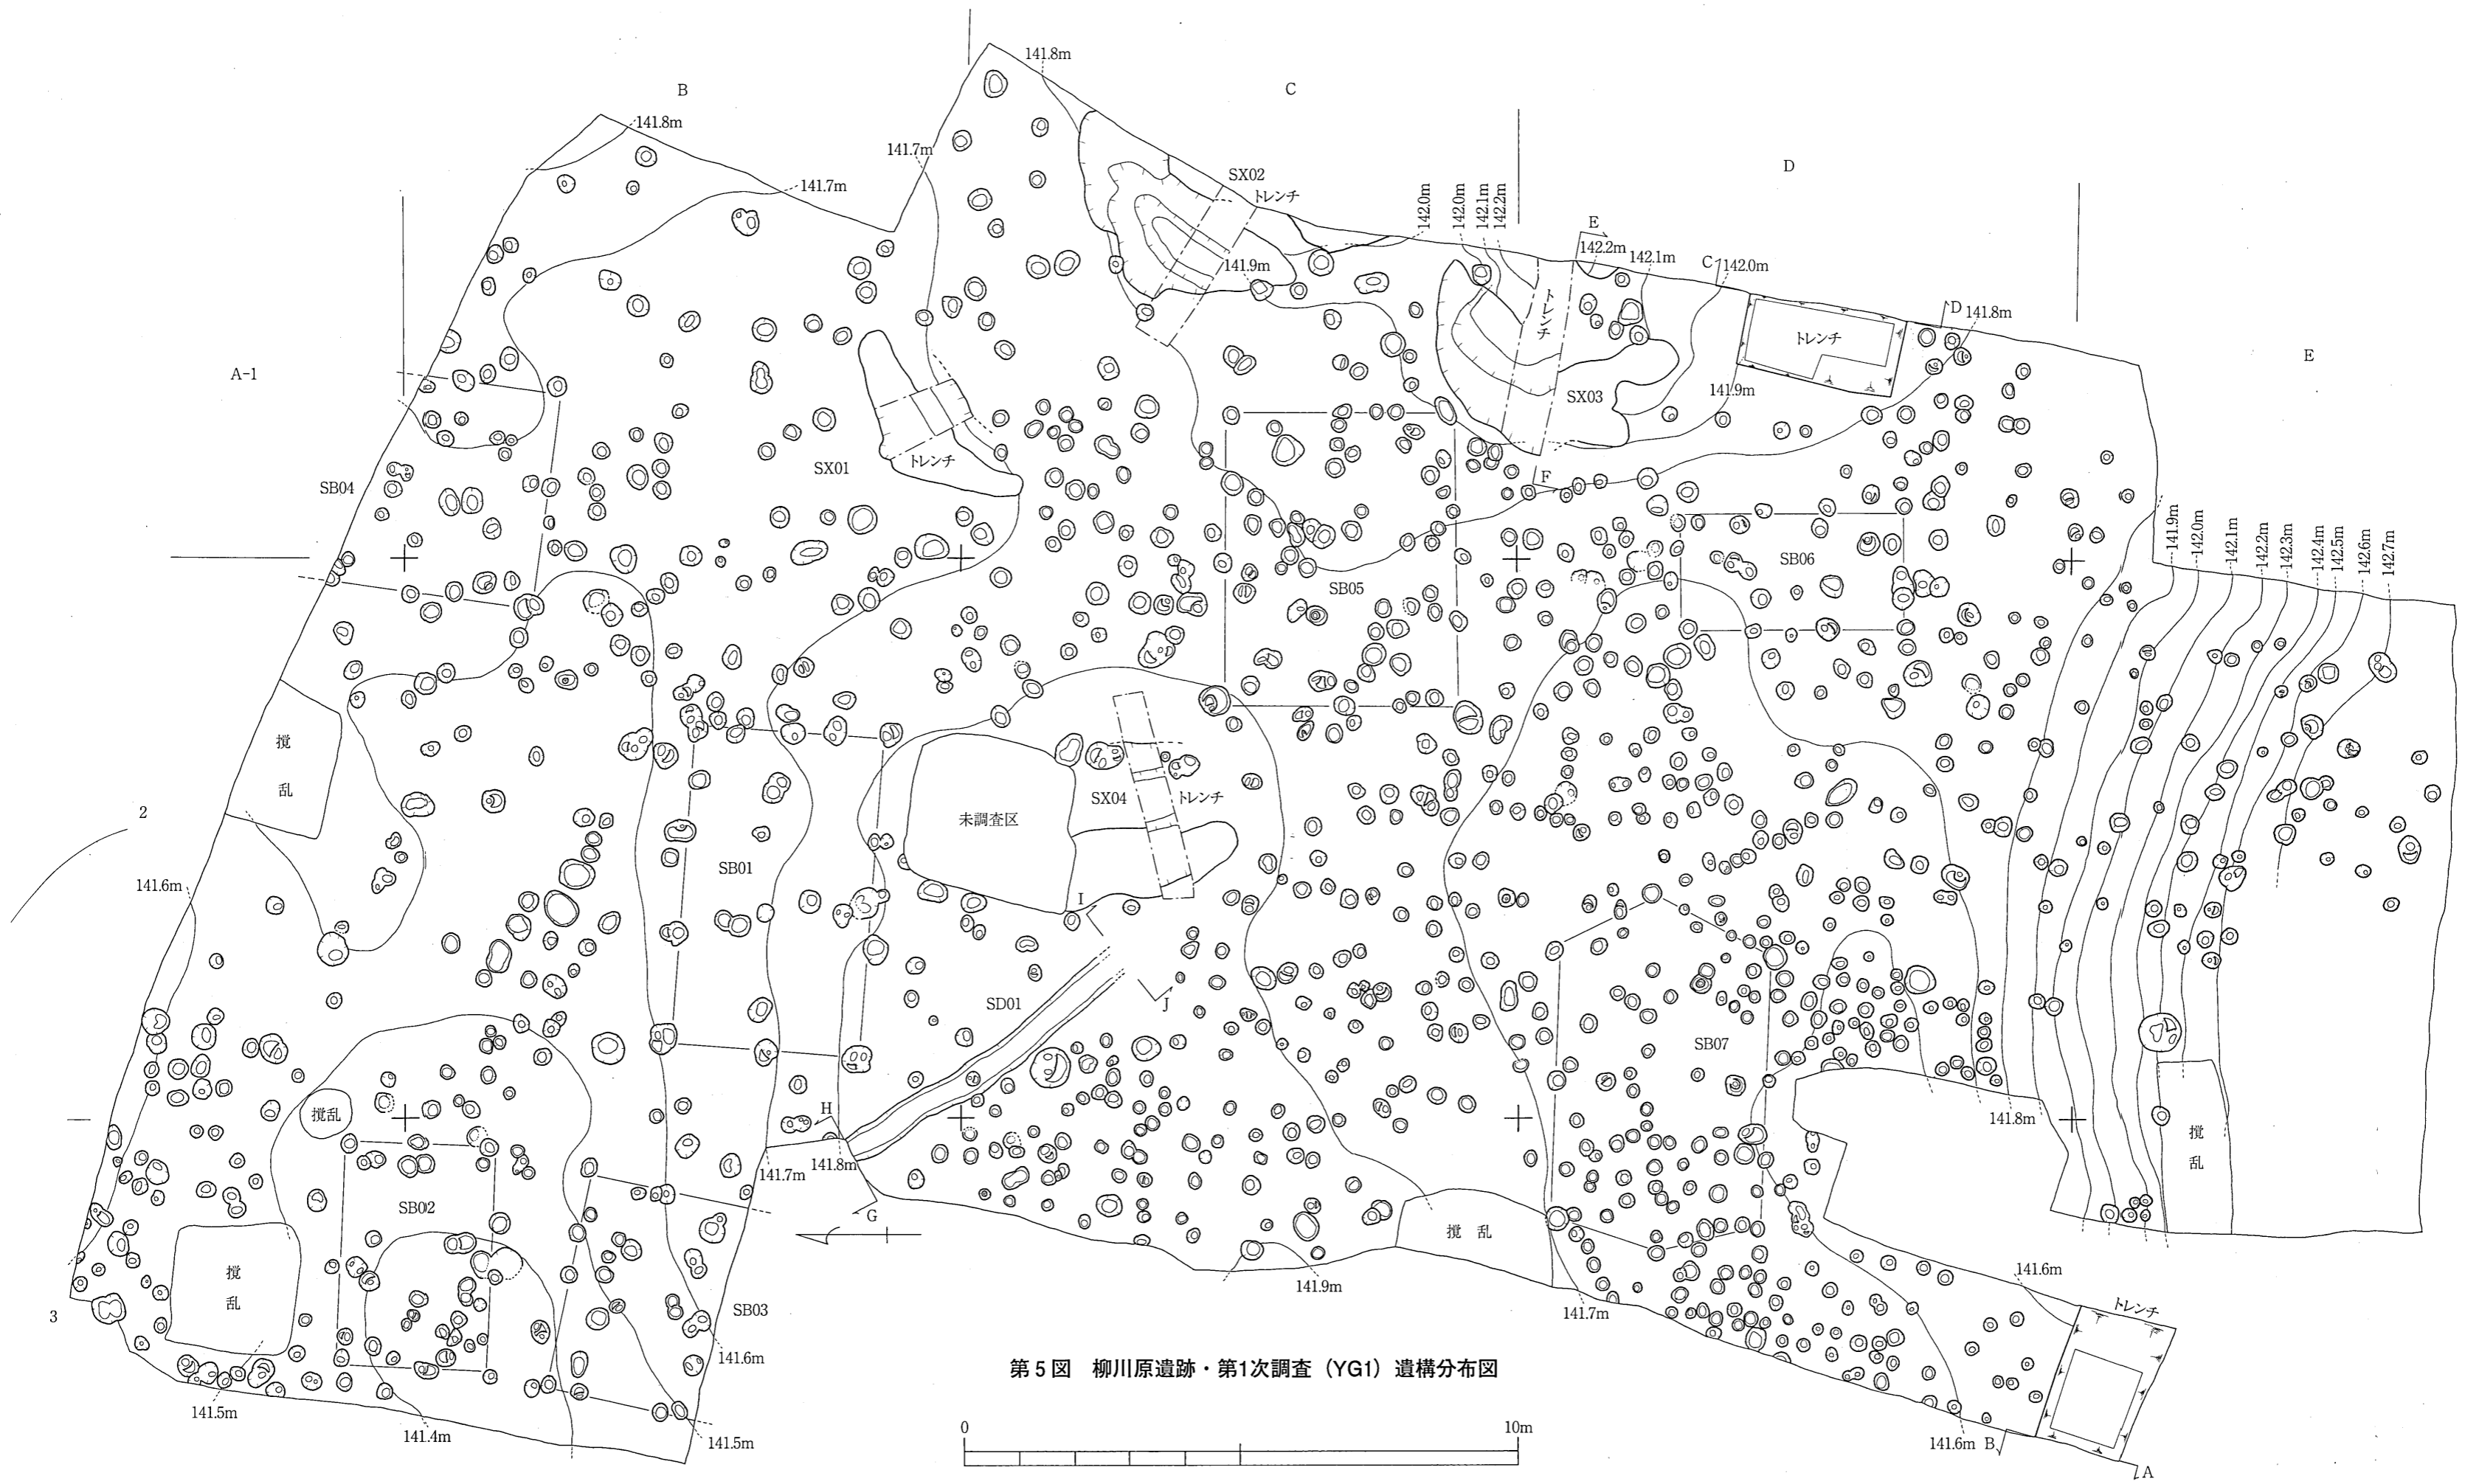 141.8m
B
C
141.8m
141.7m
D
141.7m
SX02
トレンチ
142.0m
142.0m
142.1m
142.2m
E
142.2m
142.1m
C
142.0m
141.9m
トレンチ
トレンチ
D
141.8m
E
A-1
SX03
141.9m
SX01
トレンチ
SB04
F
141.9m
142.0m
142.1m
142.2m
142.3m
142.4m
142.5m
142.6m
142.7m
SB05
SB06
撹
乱
2
未調査区
SX04
トレンチ
SB01
141.6m
I
SD01
J
SB07
撹乱
H
141.8m
撹
乱
141.7m
141.8m
SB02
G
撹 乱
撹
乱
141.9m
141.6m
トレンチ
3
SB03
141.7m
141.6m
第5図 柳川原遺跡・第1次調査（YG1）遺構分布図
141.5m
141.4m
141.5m
0
10m
141.6m
B
A